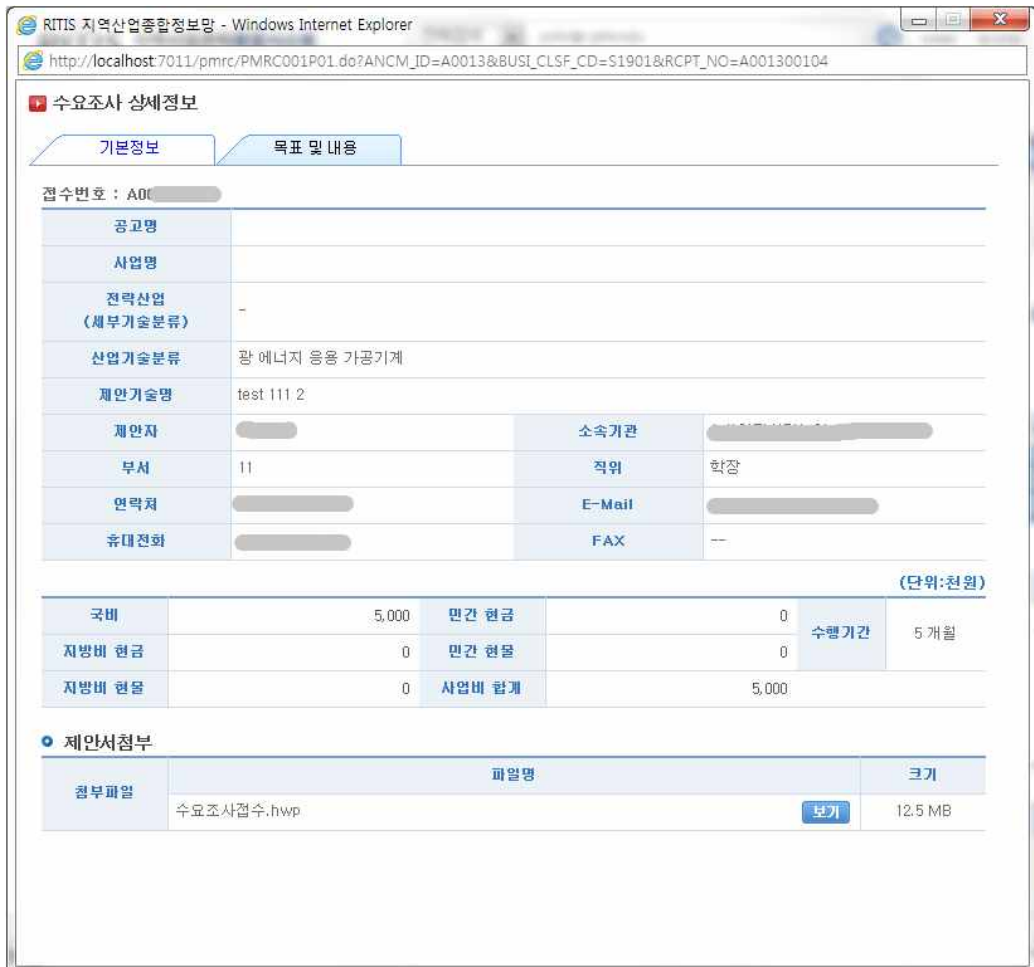 RITIS 지역산업종합정보망 - Windows Internet Explorer
http://localhost:7011/pmrc/PMRC001P01.do?ANCM_ID=A0013&BUSI_CLSF_CD=S1901&RCPT_NO=A001300104
수요조사 상세정보
기본정보 목표 및 내용
접수번호 : A00
공고명
사업명
전략산업
(세부기술분류) -
산업기술분류 광 에너지 응용 가공기계
제안기술명 test 111 2
제안자 소속기관
부서 11 직위 학장
연락처 E-Mail
휴대전화 FAX --
(단위:천원)
국비 5,000 민간 현금 0 수행기간 5 개월
지방비 현금 0 민간 현물 0
지방비 현물 0 사업비 합계 5,000
제안서첨부
첨부파일 파일명 크기
수요조사접수.hwp 보기 12.5 MB